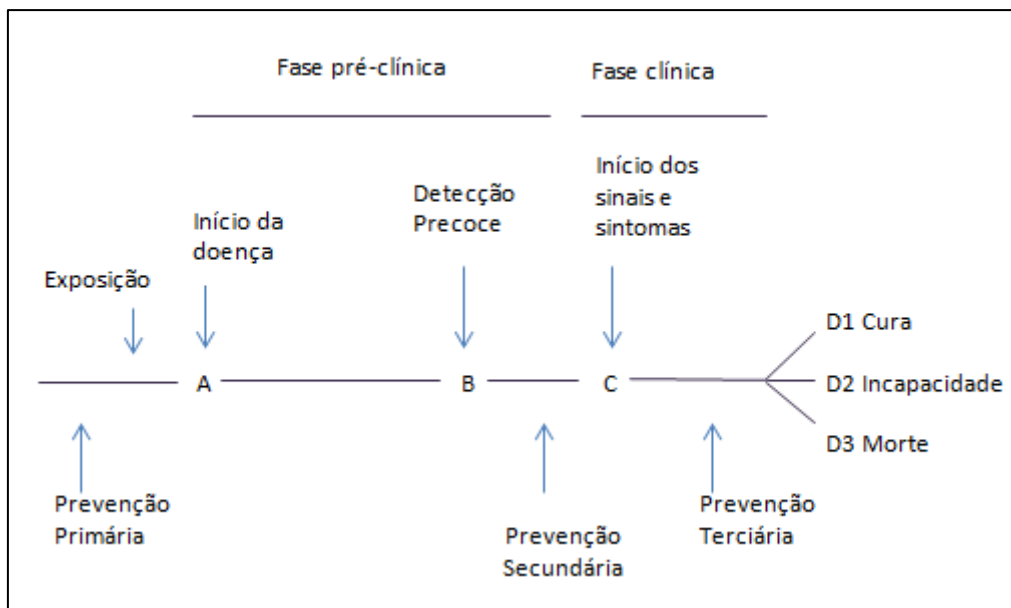 Fase pré-clínica
Fase clínica
Início dos
sinais e
sintomas
Detecção
Precoce
Início da
doença
Exposição
A
B
C
D1 Cura
D2 Incapacidade
D3 Morte
Prevenção
Primária
Prevenção
Secundária
Prevenção
Terciária